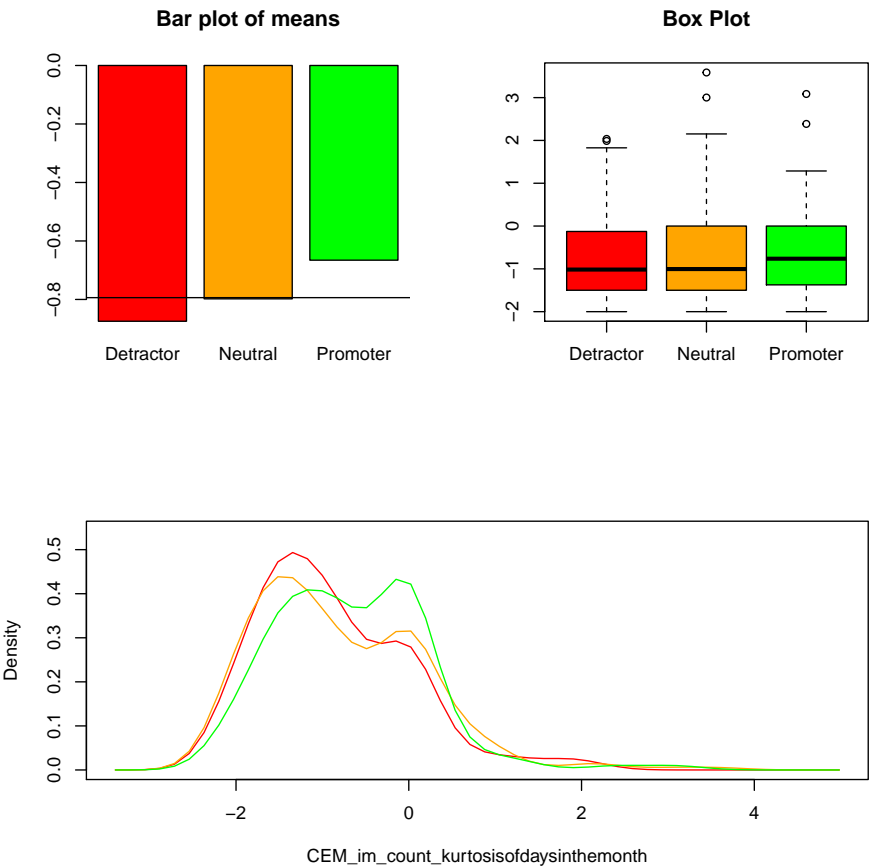 Bar plot of means
0.0
−0.2
−0.4
−0.6
−0.8
Detractor Neutral Promoter
Box Plot
3
2
1
0
−1
−2
Detractor Neutral Promoter
Density
0.5
0.4
0.3
0.2
0.1
0.0
−2 0 2 4
CEM_im_count_kurtosisofdaysinthemonth